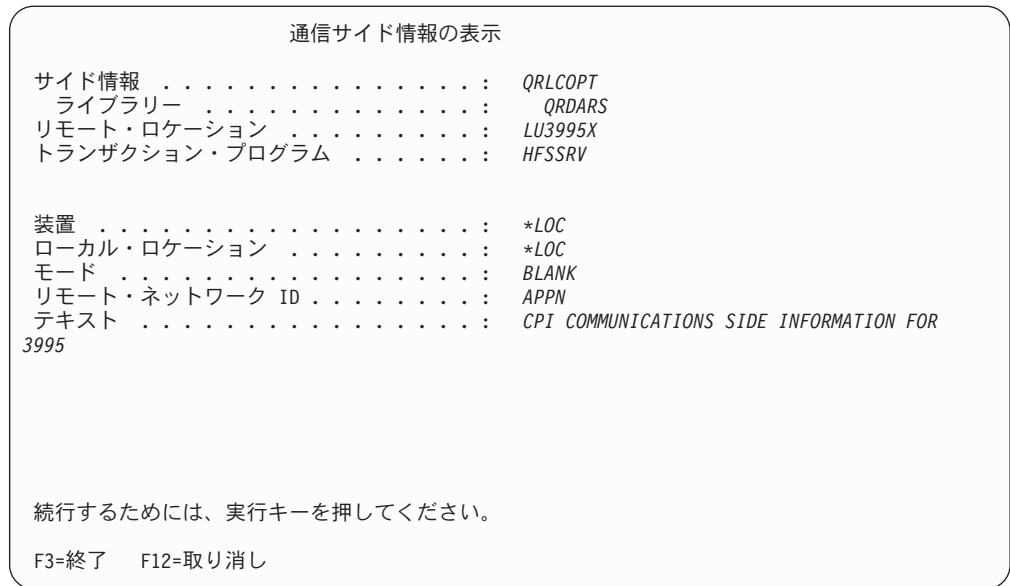 通信サイド情報の表示
サイド情報 . . . . . . . . . . . . . . . : QRLCOPT
ライブラリー . . . . . . . . . . . . . : QRDARS
リモート・ロケーション . . . . . . . . . : LU3995X
トランザクション・プログラム . . . . . . : HFSSRV
装置 . . . . . . . . . . . . . . . . . . : *LOC
ローカル・ロケーション . . . . . . . . . : *LOC
モード . . . . . . . . . . . . . . . . . : BLANK
リモート・ネットワーク ID . . . . . . . . : APPN
テキスト . . . . . . . . . . . . . . . . : CPI COMMUNICATIONS SIDE INFORMATION FOR
3995
続行するためには、実行キーを押してください。
F3=終了 F12=取り消し